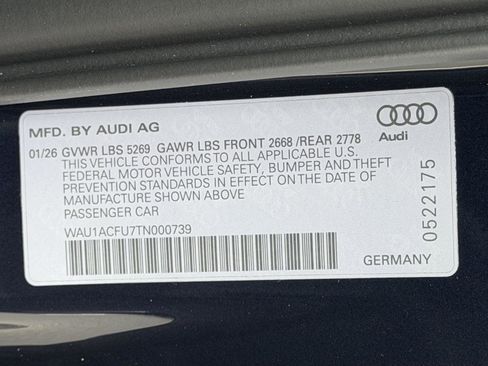 MFD. BY AUDI AG
01/26 GVWR LBS 5269 GAWR LBS FRONT 2668 /REAR 2778
THIS VEHICLE CONFORMS TO ALL APPLICABLE U.S.
FEDERAL MOTOR VEHICLE SAFETY, BUMPER AND THEFT
PREVENTION STANDARDS IN EFFECT ON THE DATE OF
MANUFACTURE SHOWN ABOVE
PASSENGER CAR
WAU1ACFU7TN000739
Audi
0522175
GERMANY